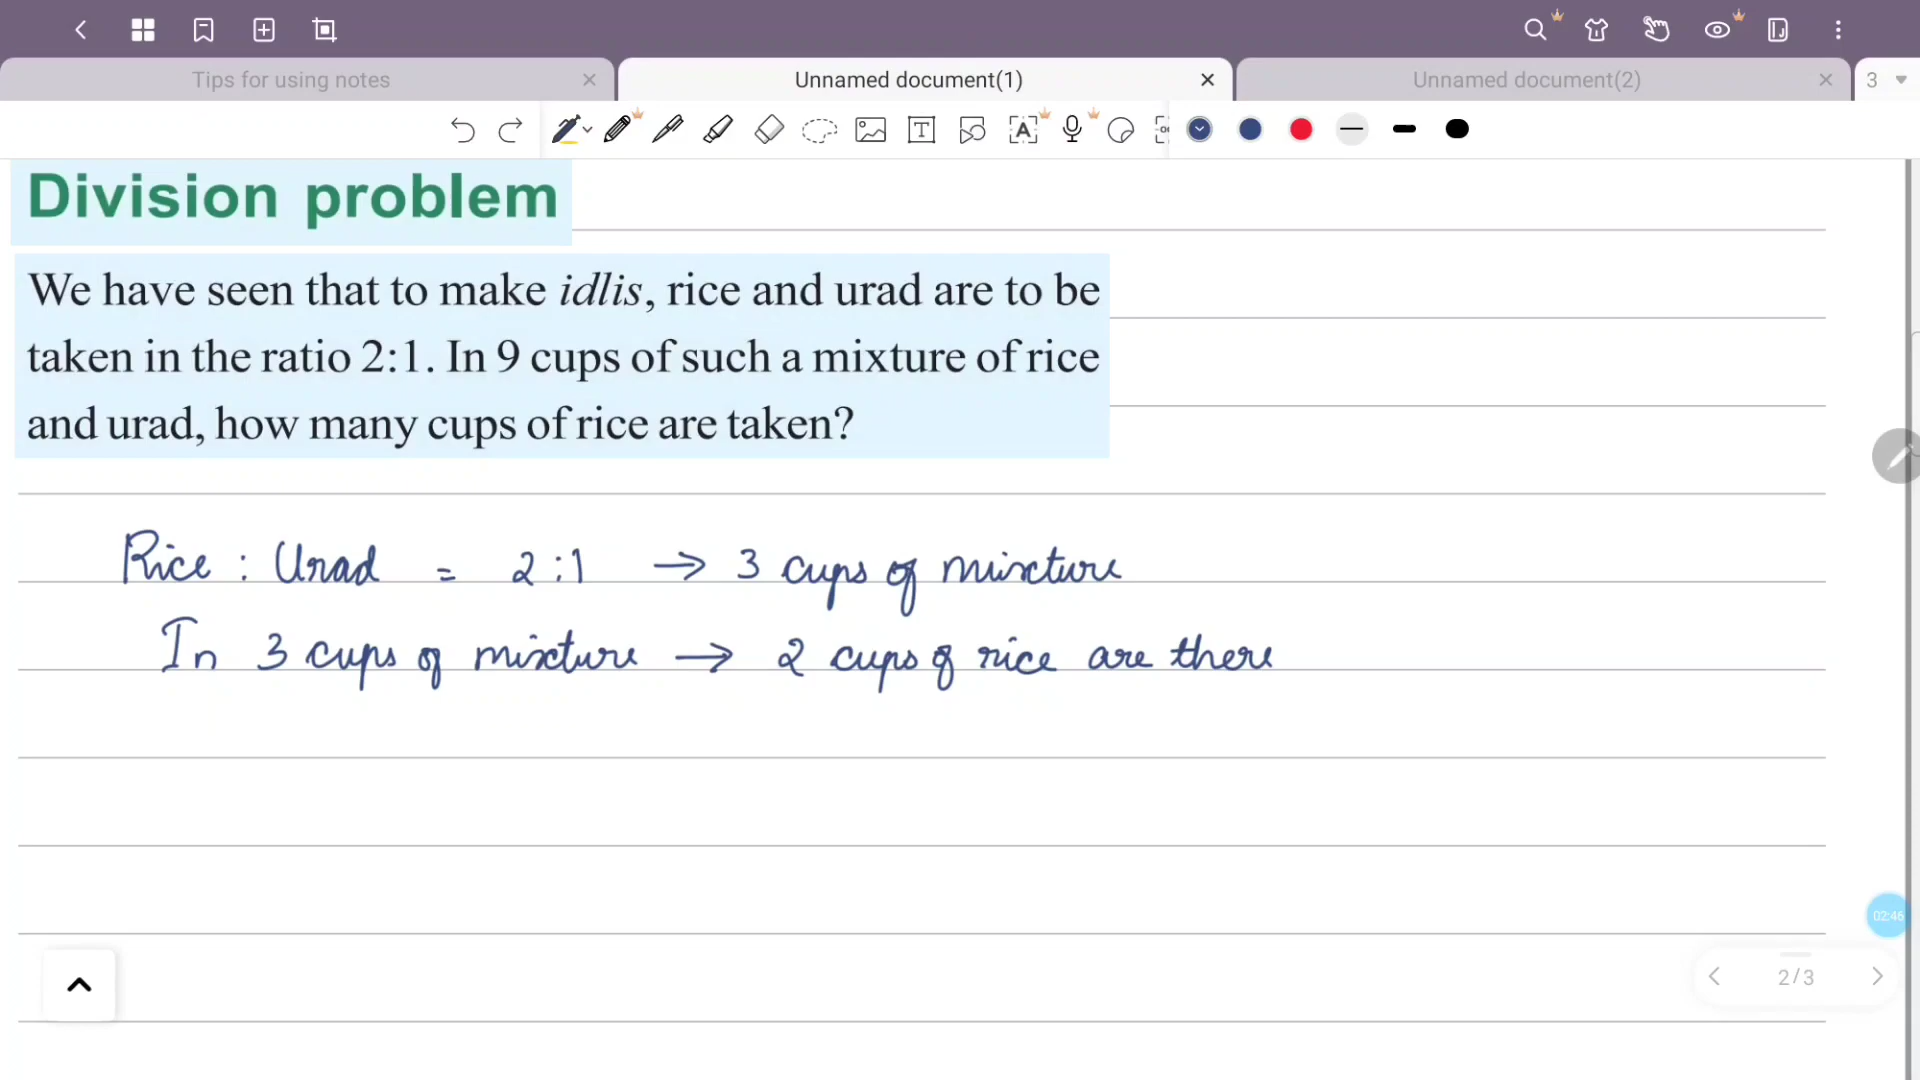 Tips for using notes
Unnamed document(1)
Unnamed document(2)
3
Division problem
We have seen that to make idlis, rice and urad are to be
taken in the ratio 2:1. In 9 cups of such a mixture of rice
and urad, how many cups of rice are taken?
Rice : Urad = 2:1 → 3 cups of mixture
In 3 cups of mixture → 2 cups of rice are there
02:46
2/3